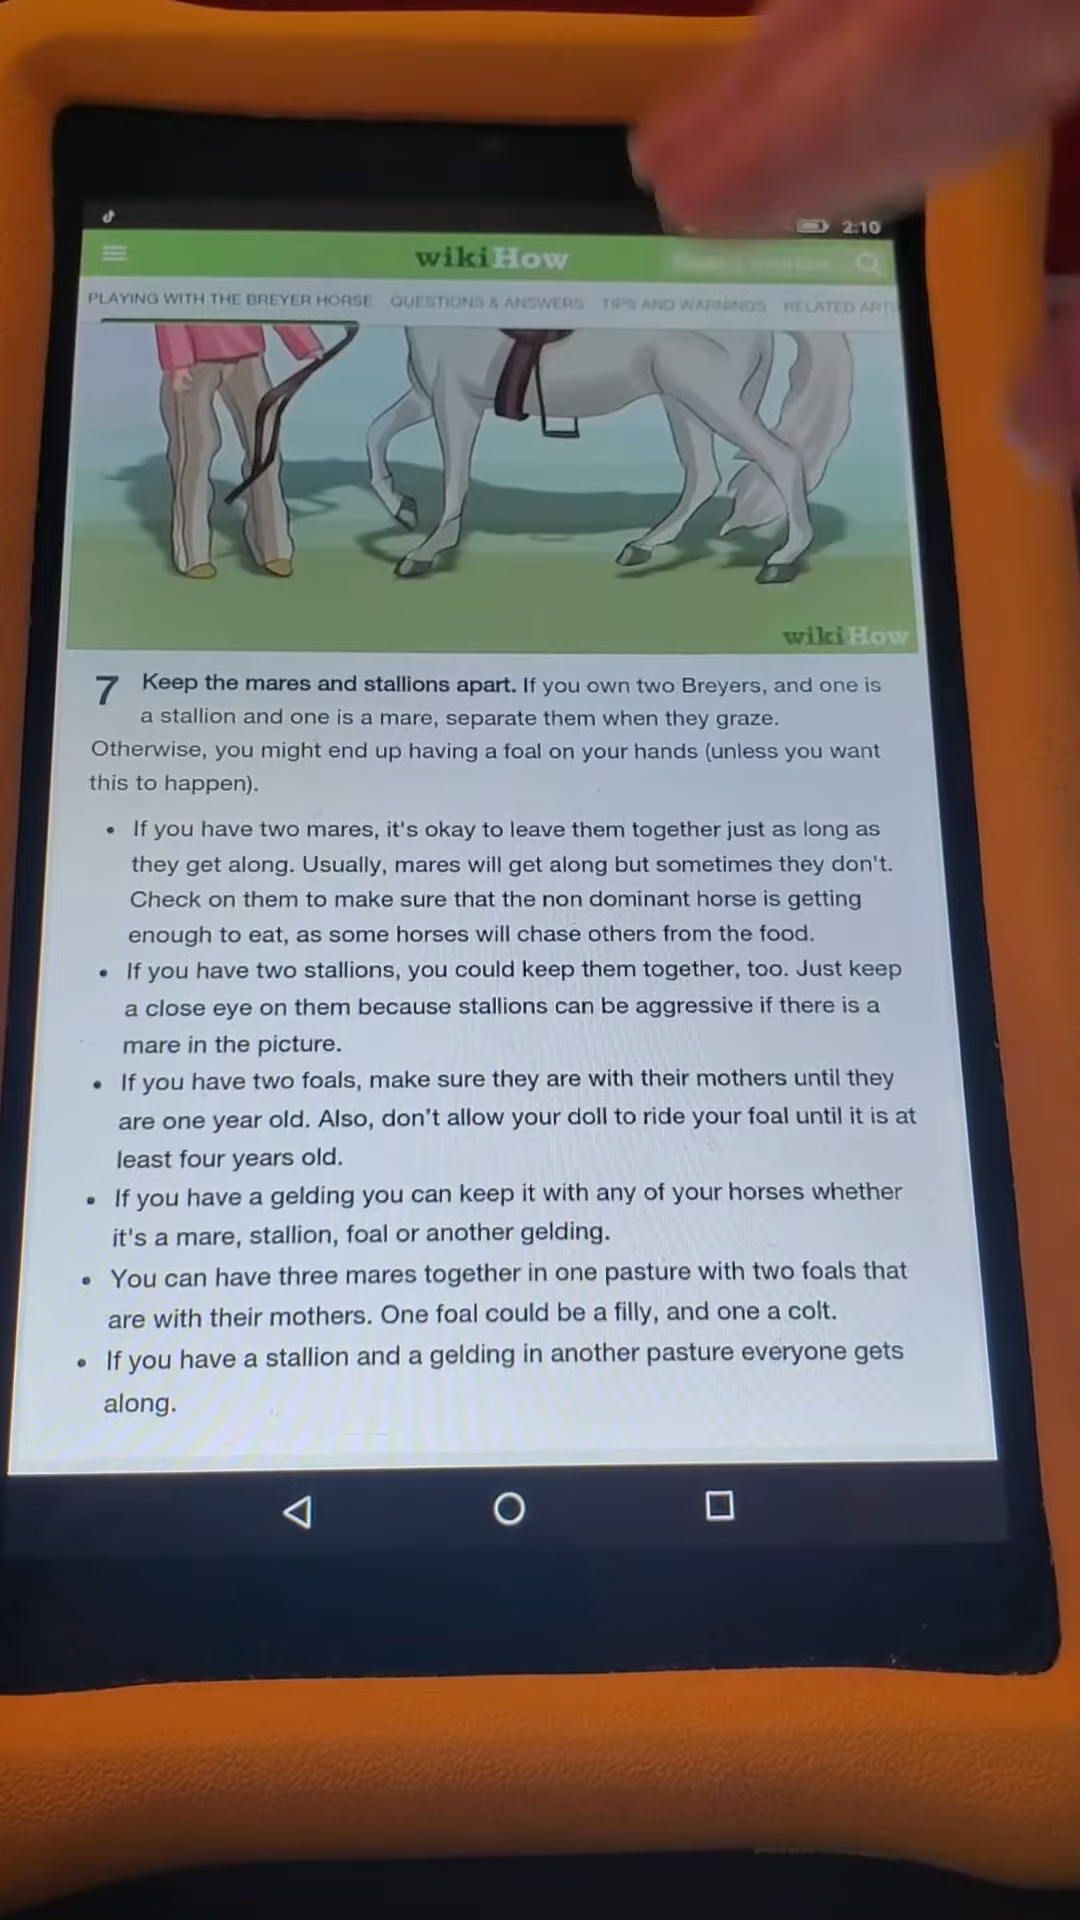 2:10
wikiHow
PLAYING WITH THE BREYER HORSE QUESTIONS & ANSWERS TIPS AND WARNINGS RELATED ARTI
wikiHow
7 Keep the mares and stallions apart. If you own two Breyers, and one is
a stallion and one is a mare, separate them when they graze.
Otherwise, you might end up having a foal on your hands (unless you want
this to happen).
• If you have two mares, it's okay to leave them together just as long as
they get along. Usually, mares will get along but sometimes they don't.
Check on them to make sure that the non dominant horse is getting
enough to eat, as some horses will chase others from the food.
• If you have two stallions, you could keep them together, too. Just keep
a close eye on them because stallions can be aggressive if there is a
mare in the picture.
• If you have two foals, make sure they are with their mothers until they
are one year old. Also, don't allow your doll to ride your foal until it is at
least four years old.
• If you have a gelding you can keep it with any of your horses whether
it's a mare, stallion, foal or another gelding.
• You can have three mares together in one pasture with two foals that
are with their mothers. One foal could be a filly, and one a colt.
• If you have a stallion and a gelding in another pasture everyone gets
along.